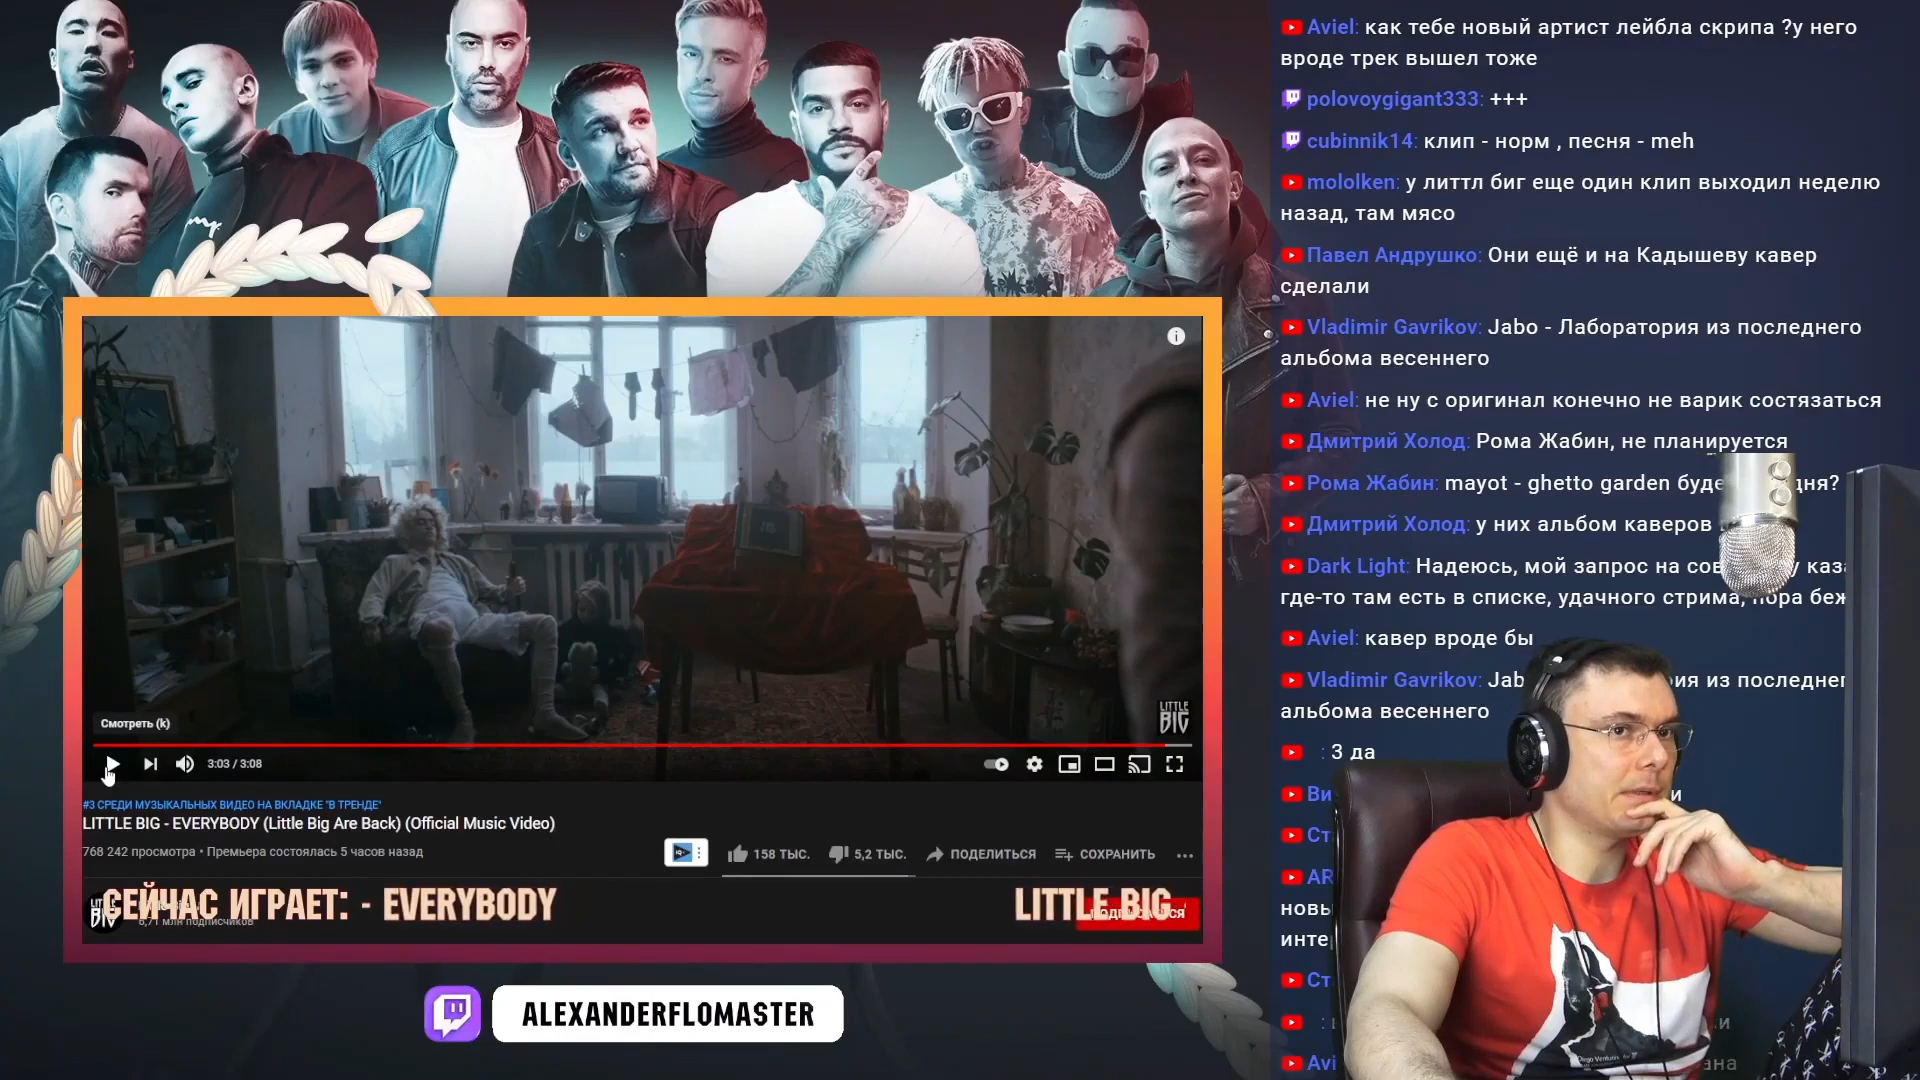 Aviel: как тебе новый артист лейбла скрипа ?у него
вроде трек вышел тоже
polovoygigant333: +++
cubinnik14: клип - норм , песня - meh
mololken: у литтл биг еще один клип выходил неделю
назад, там мясо
Павел Андрушко: Они ещё и на Кадышеву кавер
сделали
Vladimir Gavrikov: Jabo - Лаборатория из последнего
альбома весеннего
Aviel: не ну с оригинал конечно не варик состязаться
Дмитрий Холод: Рома Жабин, не планируется
Рома Жабин: mayot - ghetto garden
Дмитрий Холод: у них альбом каверов
Dark Light: Надеюсь, мой запрос на
где-то там есть в списке, удачного стрима, пора
Aviel: кавер вроде бы
Vladimir Gavrikov: из
альбома весеннего
: 3 да
LITTLE
BIG
Смотреть (k)
3:03 / 3:08
#3 СРЕДИ МУЗЫКАЛЬНЫХ ВИДЕО НА ВКЛАДКЕ "В ТРЕНДЕ"
LITTLE BIG - EVERYBODY (Little Big Are Back) (Official Music Video)
768 242 просмотра • Премьера состоялась 5 часов назад
158 ТЫС.
5,2 ТЫС.
ПОДЕЛИТЬСЯ
СОХРАНИТЬ
СЕЙЧАС ИГРАЕТ: - EVERYBODY
LITTLE BIG
млн подписчиков
ALEXANDERFLOMASTER